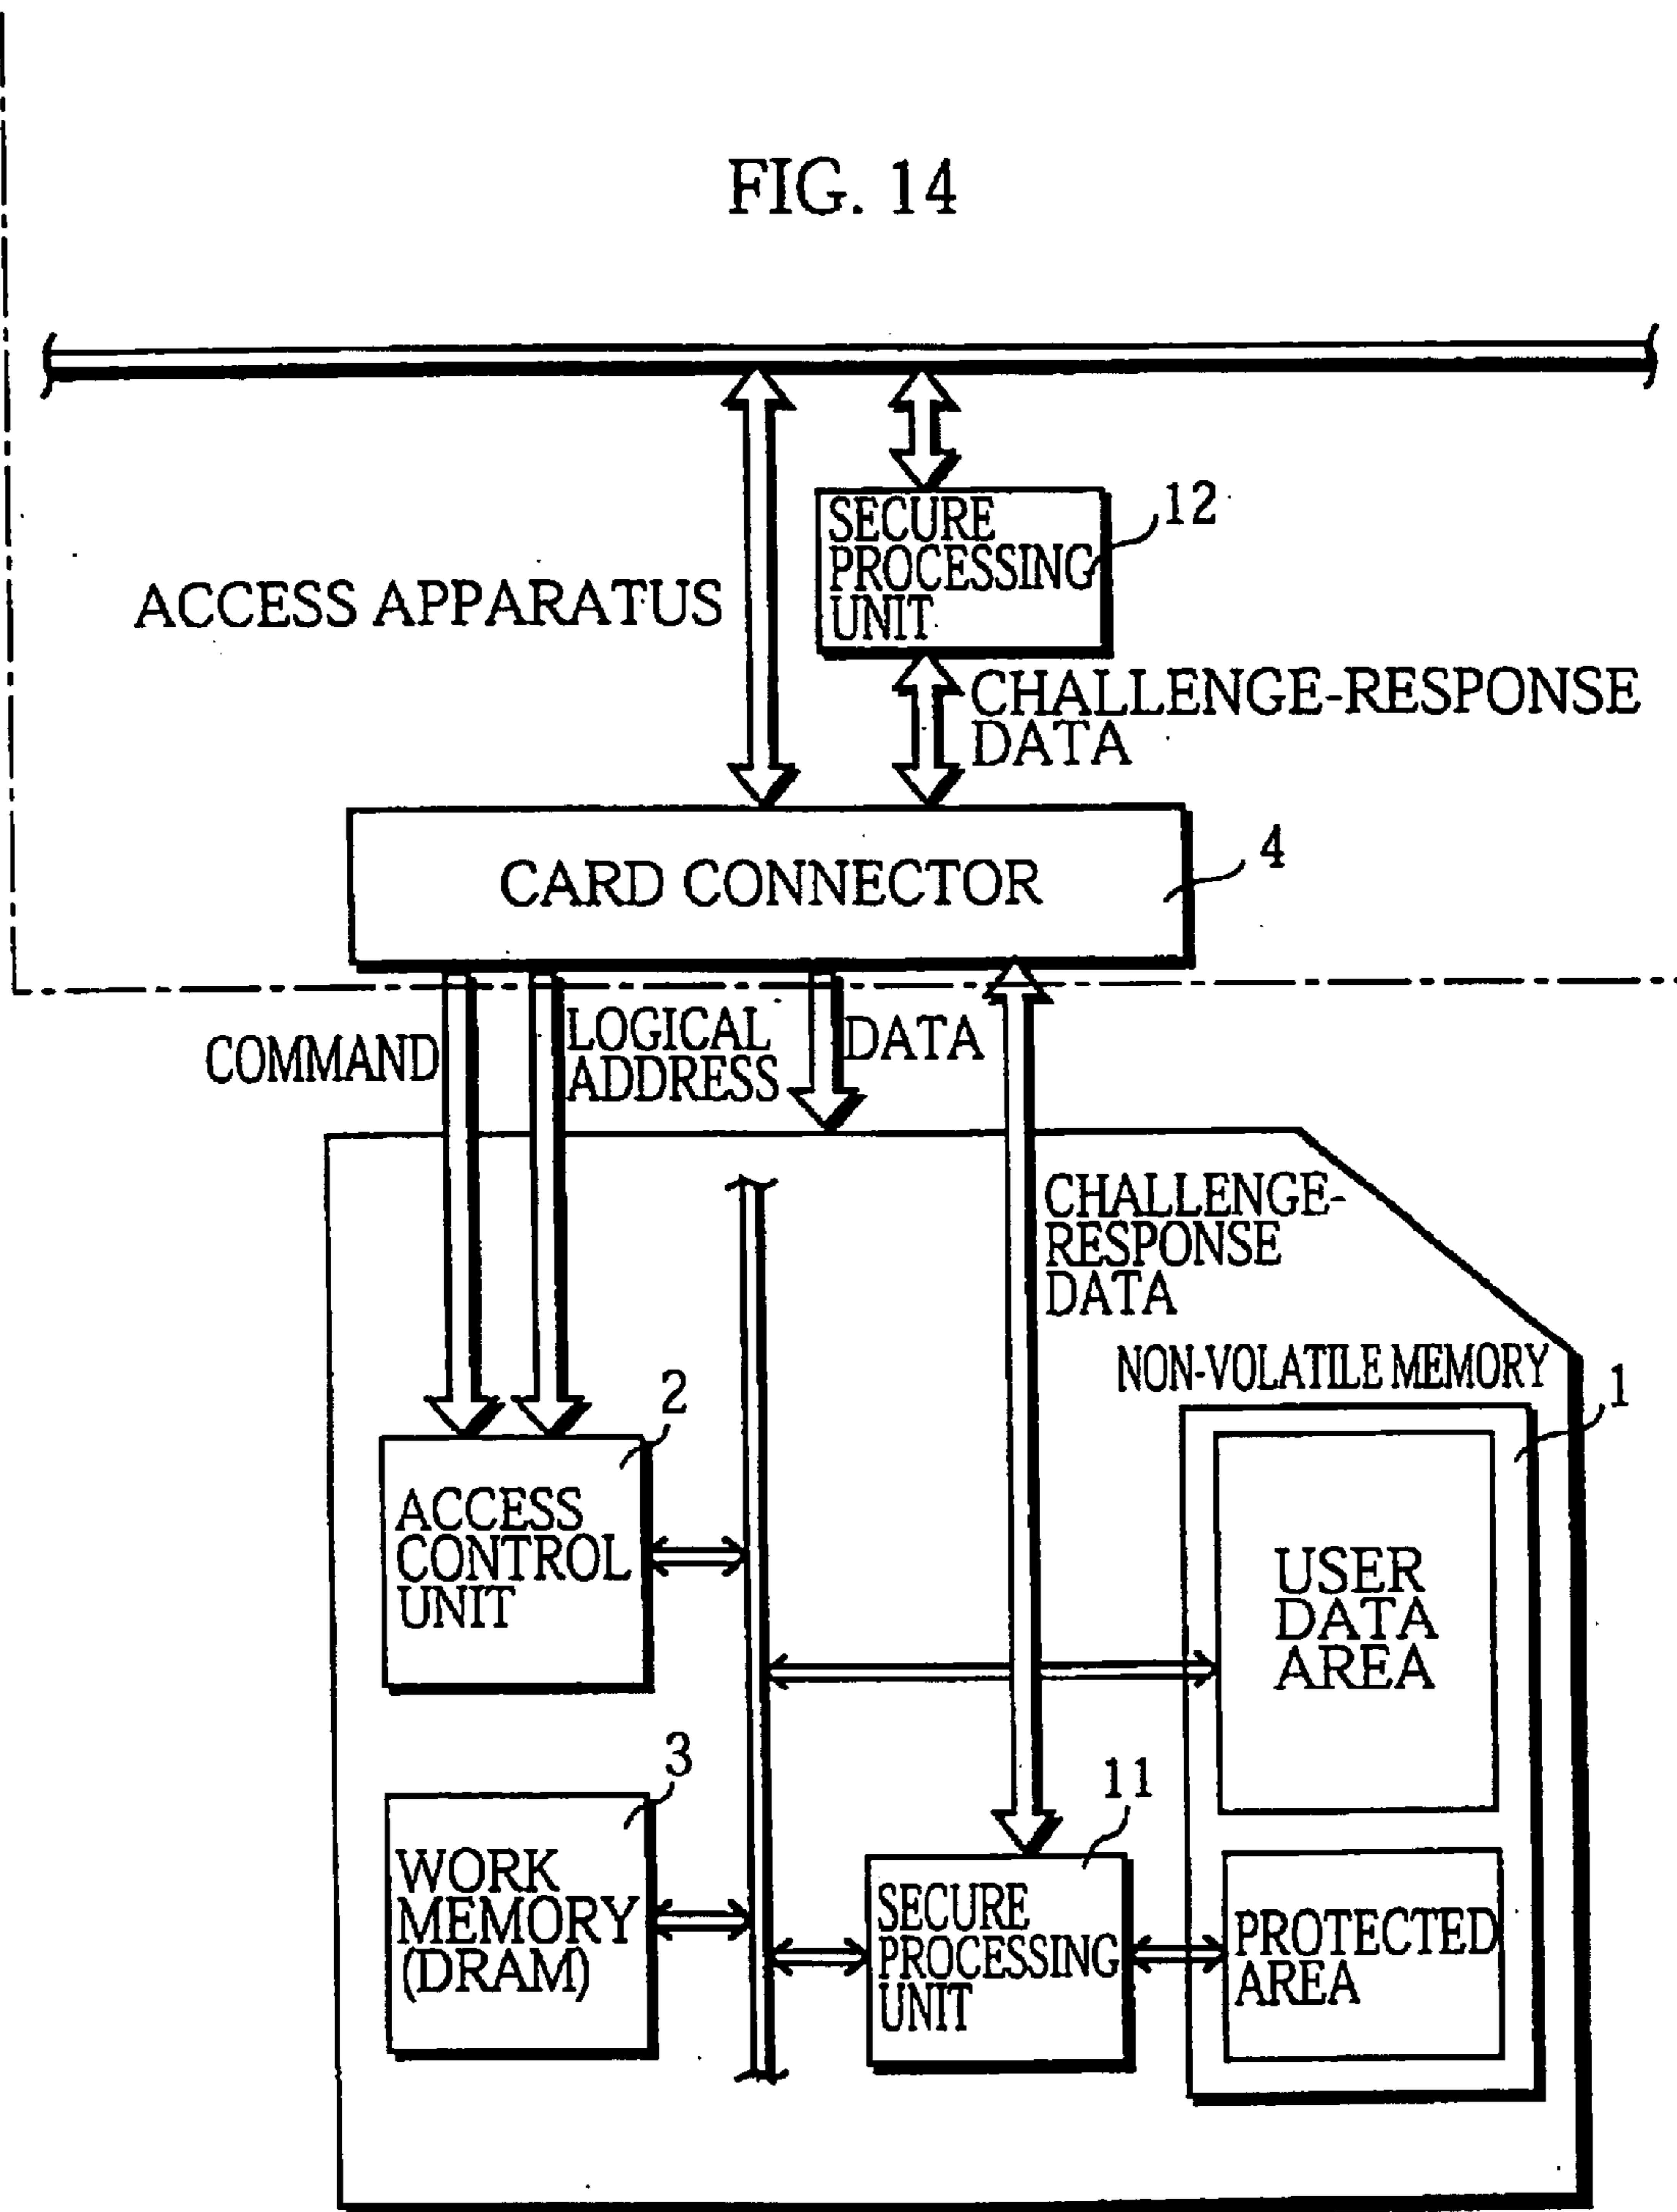 FIG. 14
12
SECURE
PROCESSING
UNIT
ACCESS APPARATUS
CHALLENGE-RESPONSE
DATA
CARD CONNECTOR
4
COMMAND
LOGICAL
ADDRESS
DATA
CHALLENGE-
RESPONSE
DATA
NON-VOLATILE MEMORY
1
2
ACCESS
CONTROL
UNIT
USER
DATA
AREA
3
WORK
MEMORY
(DRAM)
11
SECURE
PROCESSING
UNIT
PROTECTED
AREA